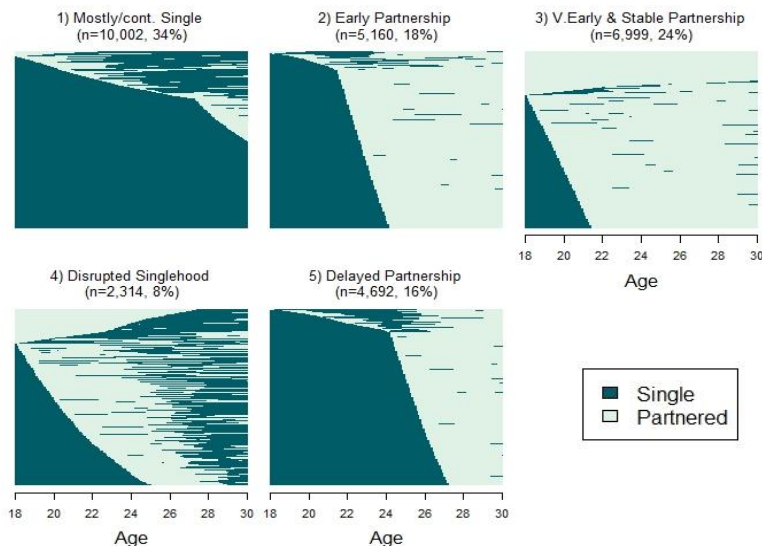 1) Mostly/cont. Single
(n=10,002, 34%)
2) Early Partnership
(n=5,160, 18%)
3) V.Early & Stable Partnership
(n=6,999, 24%)
18 20 22 24 26 28 30
Age
4) Disrupted Singlehood
(n=2,314, 8%)
5) Delayed Partnership
(n=4,692, 16%)
Single
Partnered
18 20 22 24 26 28 30
Age
18 20 22 24 26 28 30
Age